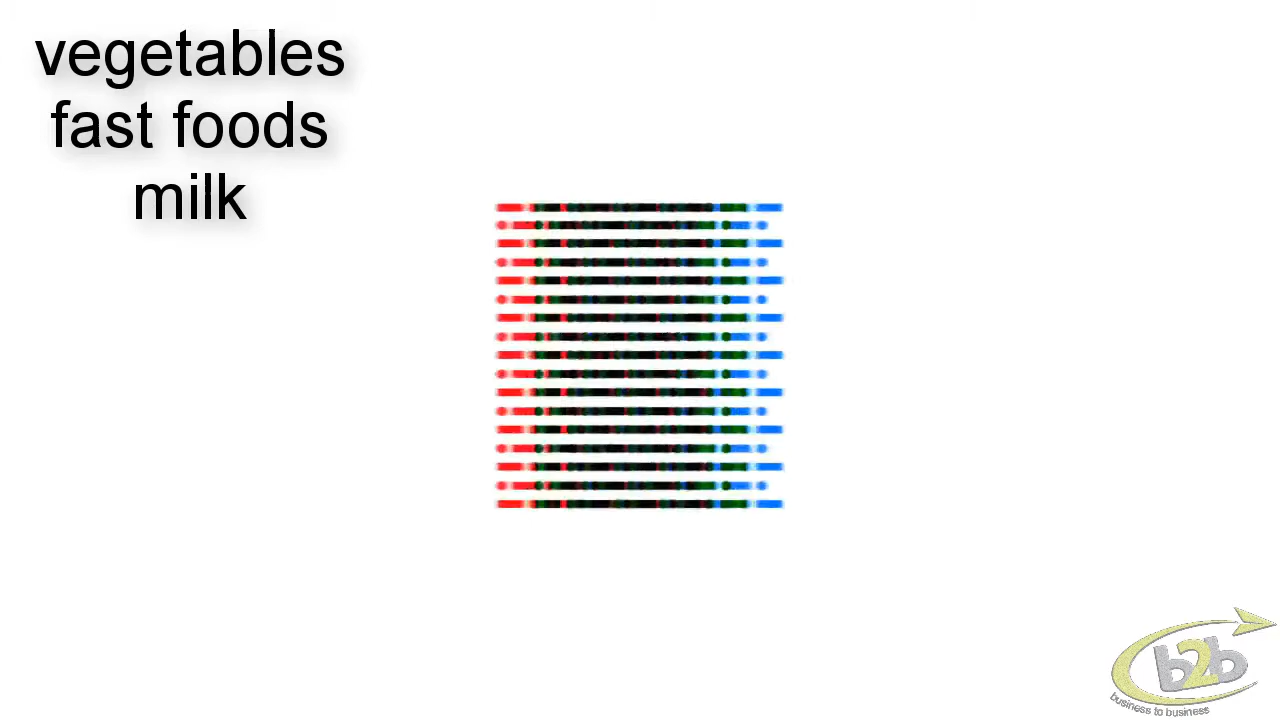 vegetables
fast foods
milk
b2b
business to business